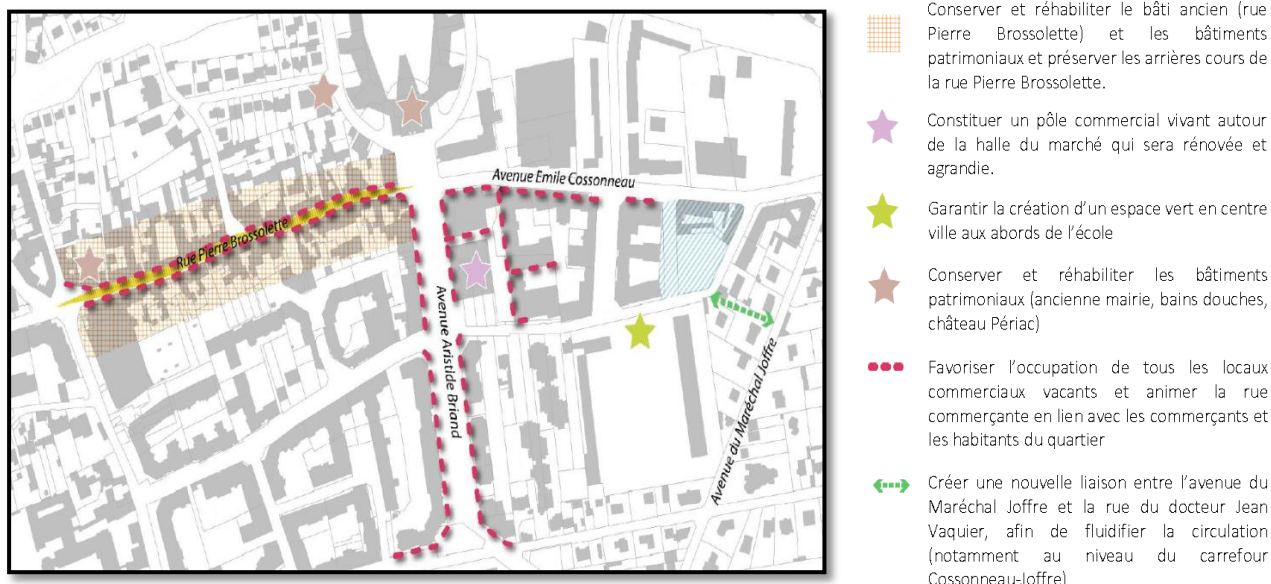 Avenue Emile Cossonneau
Rue Pierre Brossolette
Avenue Aristide Briand
Avenue du Maréchal Joffre
Conserver et réhabiliter le bâti ancien (rue
Pierre Brossolette) et les bâtiments
patrimoniaux et préserver les arrières cours de
la rue Pierre Brossolette.
Constituer un pôle commercial vivant autour
de la halle du marché qui sera rénovée et
agrandie.
Garantir la création d'un espace vert en centre
ville aux abords de l'école
Conserver et réhabiliter les bâtiments
patrimoniaux (ancienne mairie, bains douches,
château Périac)
Favoriser l'occupation de tous les locaux
commerciaux vacants et animer la rue
commerçante en lien avec les commerçants et
les habitants du quartier
Créer une nouvelle liaison entre l'avenue du
Maréchal Joffre et la rue du docteur Jean
Vaquier, afin de fluidifier la circulation
(notamment au niveau du carrefour
Cossonneau-Joffre)